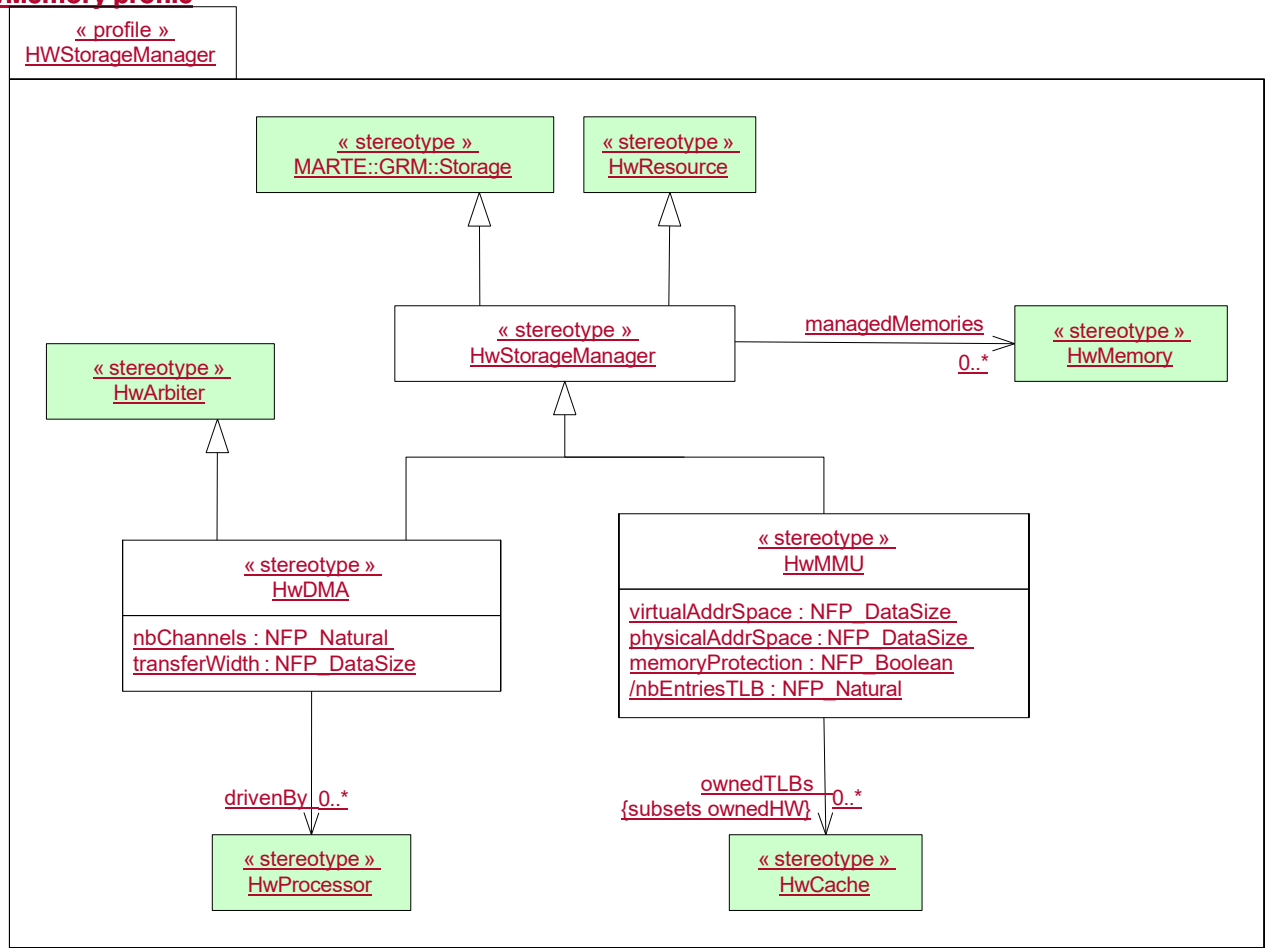 Memory profile
« profile »
HWStorageManager
« stereotype »
MARTE::GRM::Storage
« stereotype »
HwResource
« stereotype »
HwStorageManager
managedMemories
0..*
« stereotype »
HwMemory
« stereotype »
HwArbiter
« stereotype »
HwDMA
nbChannels : NFP_Natural
transferWidth : NFP_DataSize
« stereotype »
HwMMU
virtualAddrSpace : NFP_DataSize
physicalAddrSpace : NFP_DataSize
memoryProtection : NFP_Boolean
/nbEntriesTLB : NFP_Natural
drivenBy 0..*
ownedTLBs
{subsets ownedHW}
0..*
« stereotype »
HwProcessor
« stereotype »
HwCache